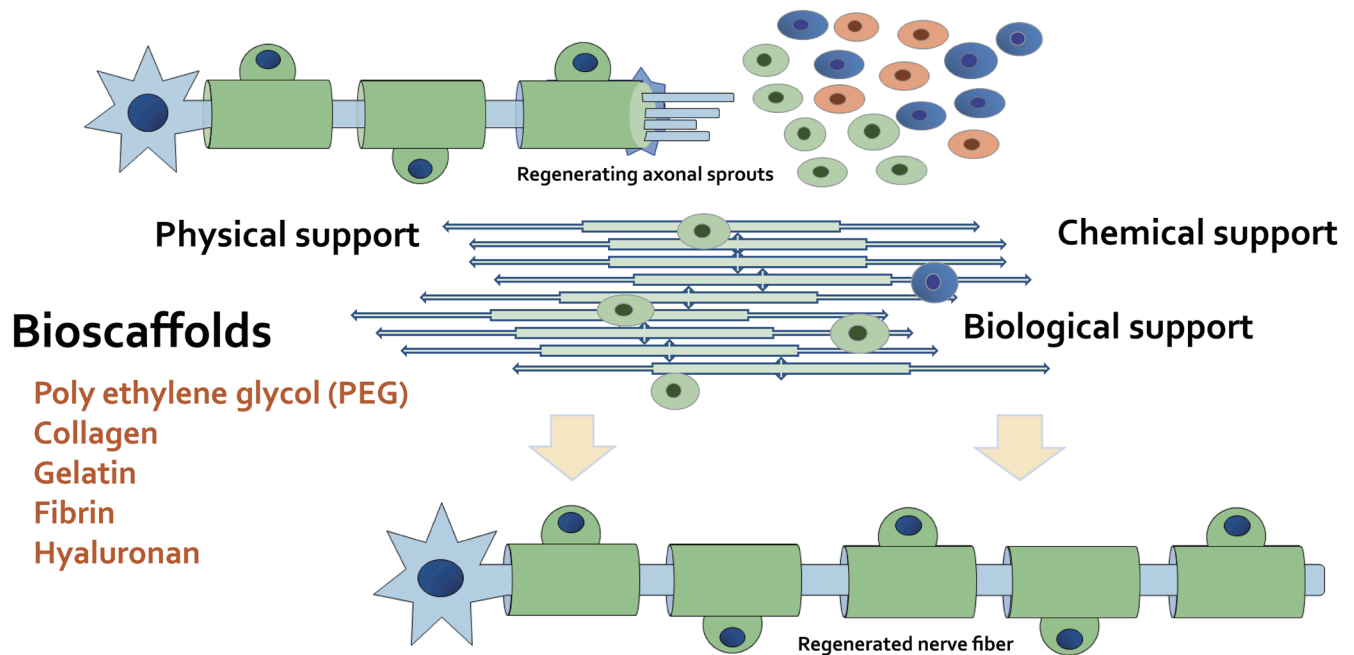 Regenerating axonal sprouts
Physical support
Chemical support
Bioscaffolds
Biological support
Poly ethylene glycol (PEG)
Collagen
Gelatin
Fibrin
Hyaluronan
Regenerated nerve fiber